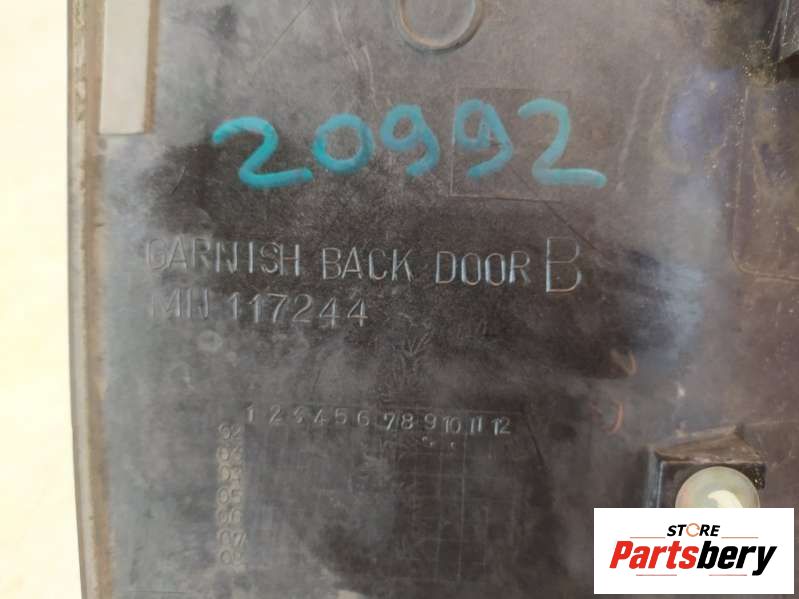 20992
GARNISH BACK DOOR B
MN 117244
1 2 3 4 5 6 7 8 9 10 11 12
STORE
Partsbery